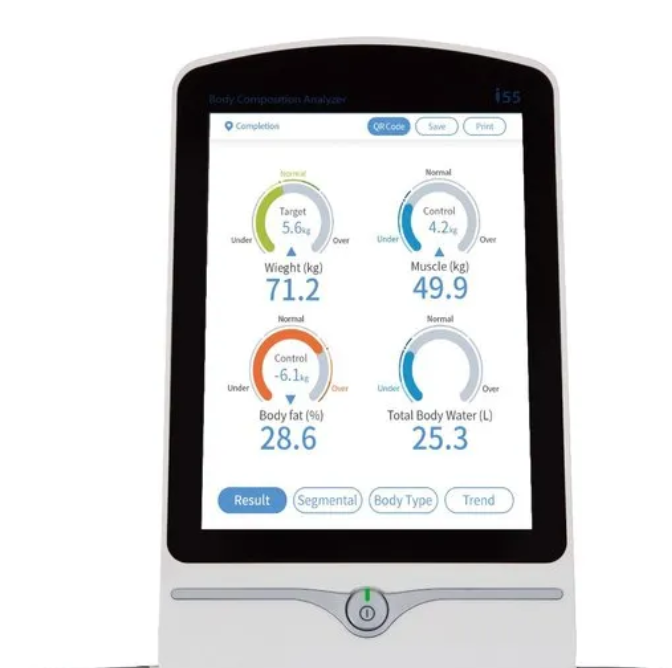 Body Composition Analyzer
i55
Completion
QR Code
Save
Print
Normal
Target
5.6kg
Under
Over
Wieght (kg)
71.2
Normal
Control
4.2kg
Under
Over
Muscle (kg)
49.9
Normal
Control
-6.1kg
Under
Over
Body fat (%)
28.6
Normal
Under
Over
Total Body Water (L)
25.3
Result
Segmental
Body Type
Trend